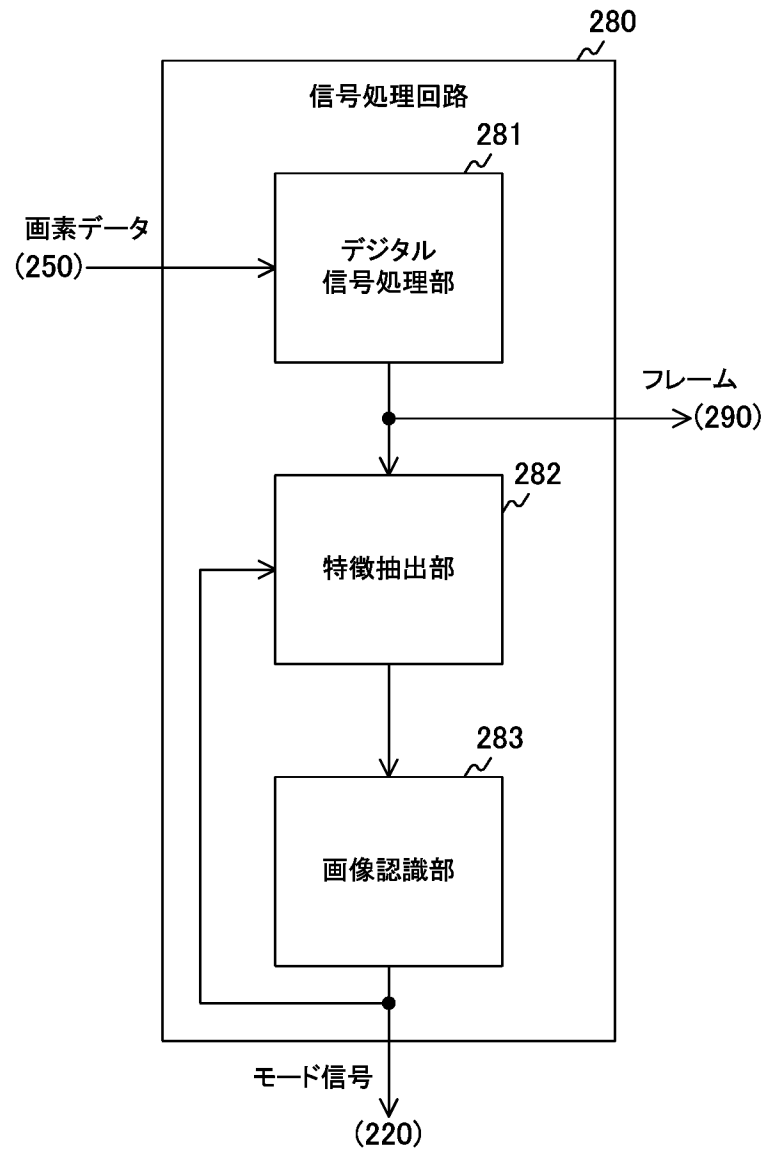 280
信号処理回路
281
画素データ
(250)
デジタル
信号処理部
フレーム
(290)
282
特徴抽出部
283
画像認識部
モード信号
(220)